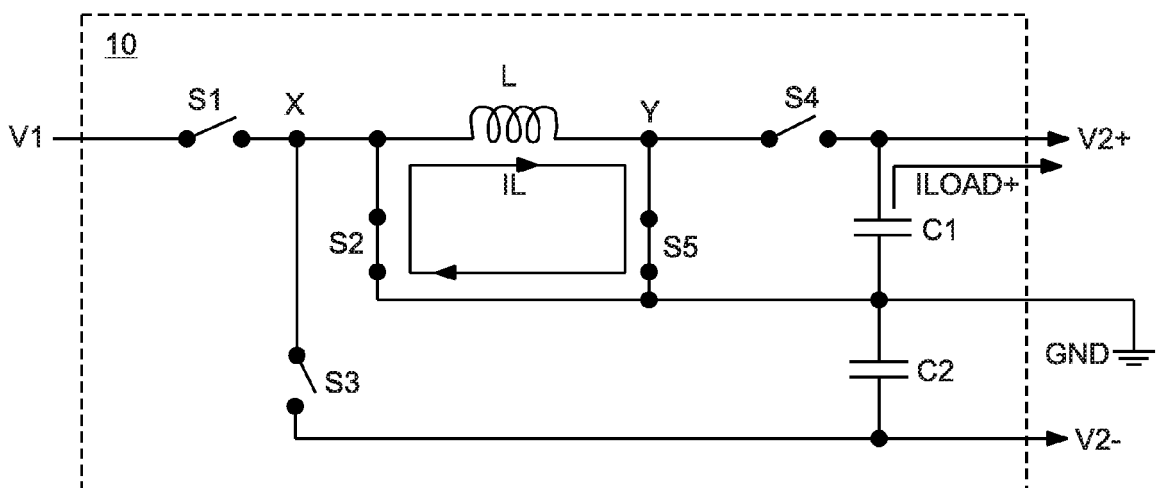 10
S1
X
L
Y
S4
V1
V2+
IL
ILOAD+
S2
S5
C1
GND
S3
C2
V2-